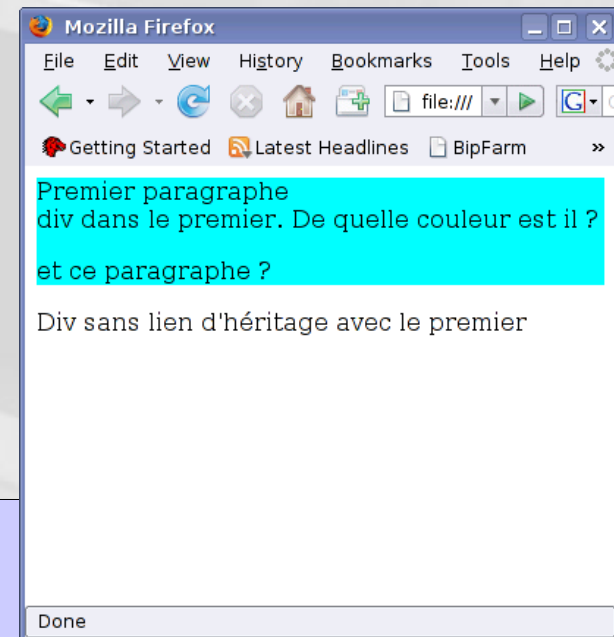 Mozilla Firefox
File Edit View History Bookmarks Tools Help
file:/// G
Getting Started Latest Headlines BipFarm »
Premier paragraphe
div dans le premier. De quelle couleur est il ?
et ce paragraphe ?
Div sans lien d'héritage avec le premier
Done